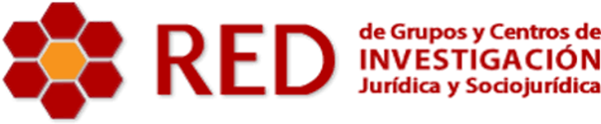 RED
de Grupos y Centros de
INVESTIGACIÓN
Jurídica y Sociojurídica